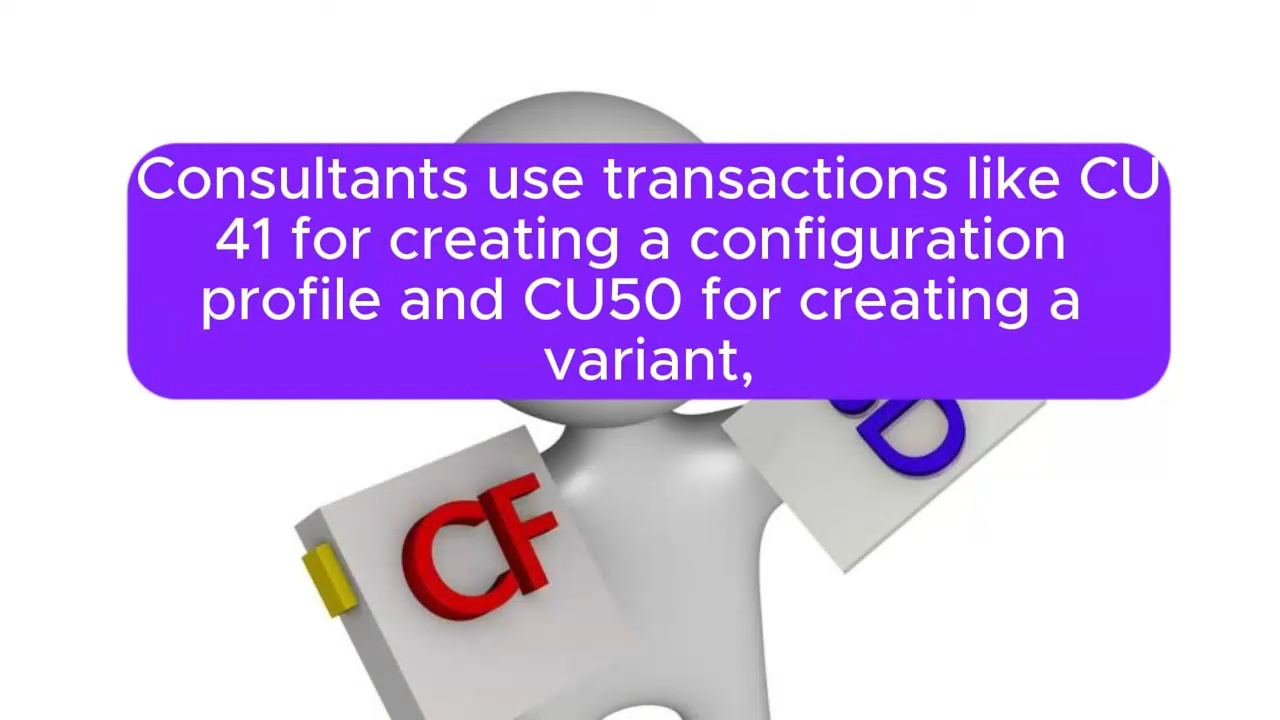 Consultants use transactions like CU
41 for creating a configuration
profile and CU50 for creating a
variant,
CF
D